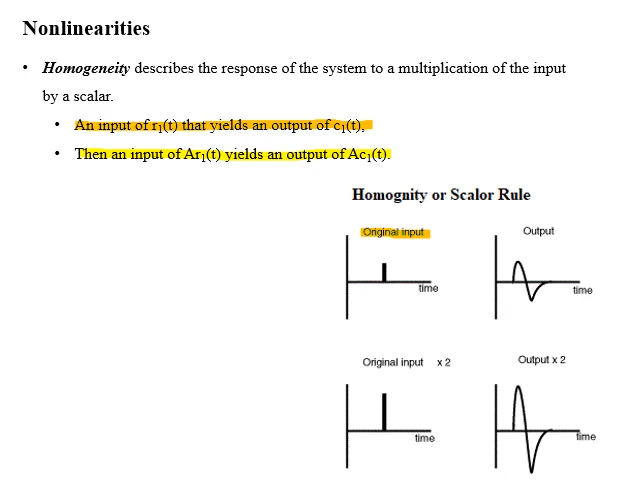 Nonlinearities
• Homogeneity describes the response of the system to a multiplication of the input
by a scalar.
• An input of r₁(t) that yields an output of c₁(t),
• Then an input of Ar₁(t) yields an output of Ac₁(t).
Homognity or Scalor Rule
Original input Output
time time
Original input x 2 Output x 2
time time